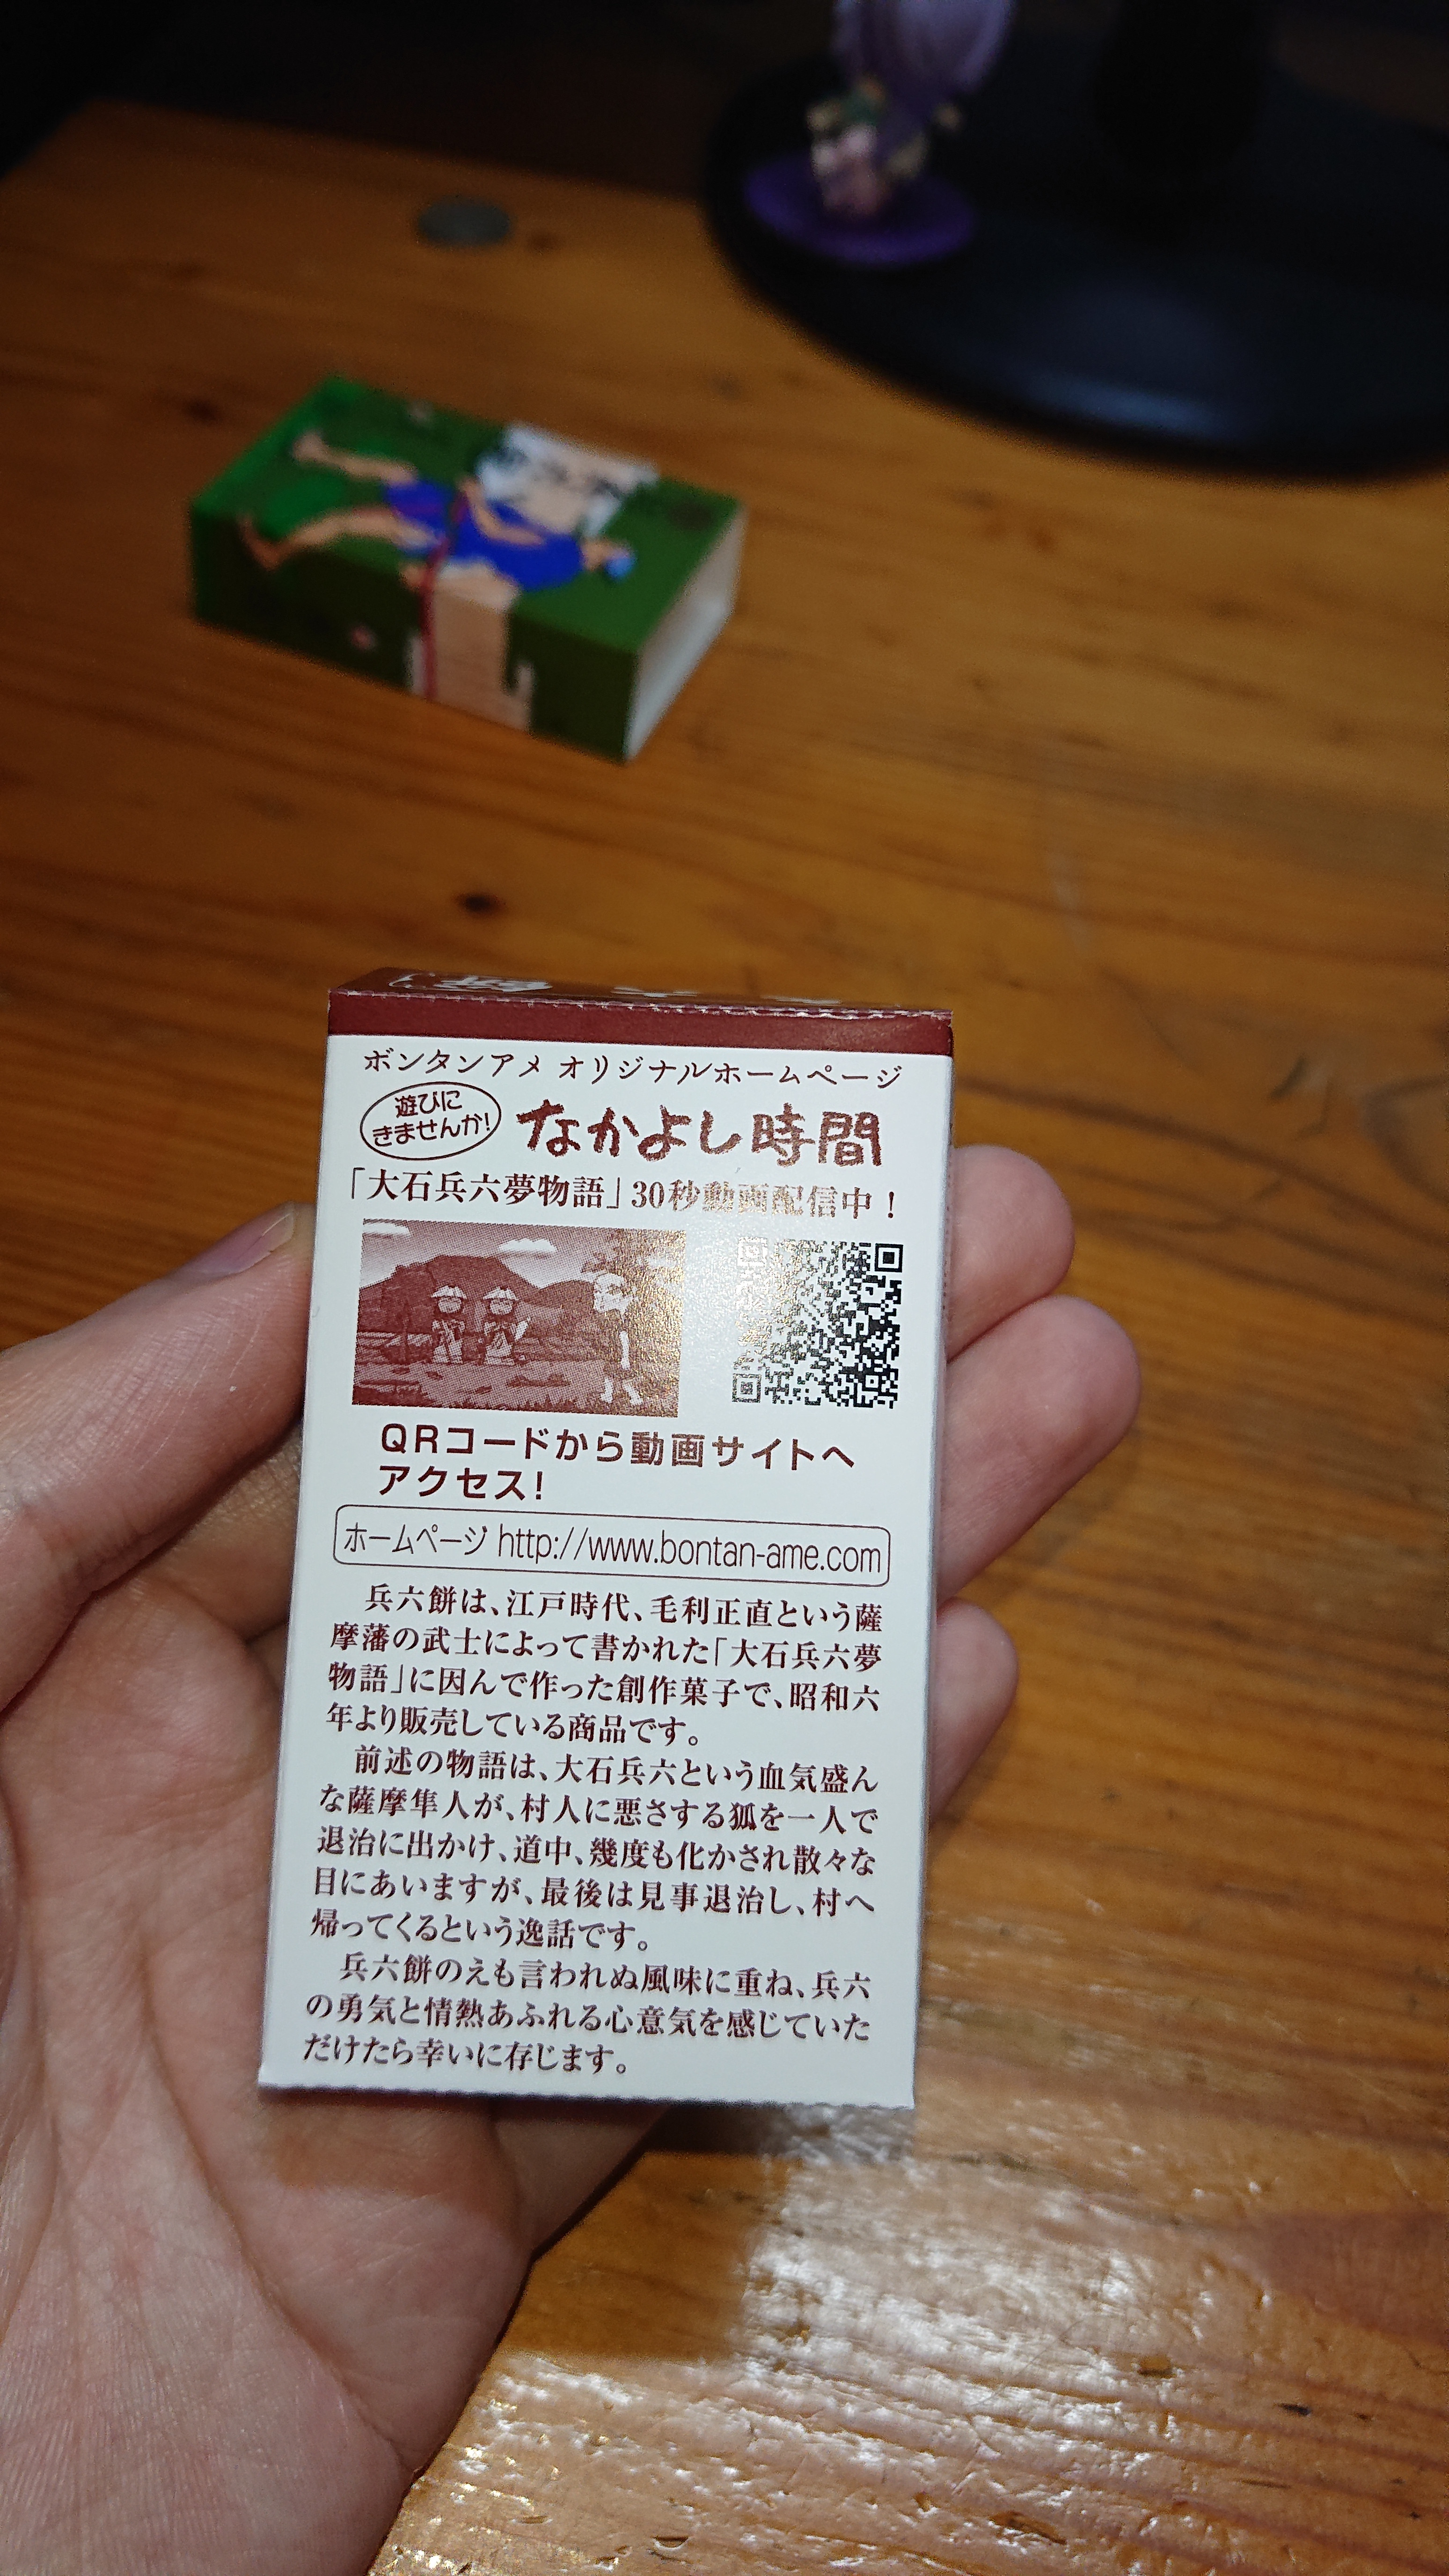 ボンタンアメ オリジナルホームページ
遊びに
きませんか!
なかよし時間
「大石兵六夢物語」30秒動画配信中!
QRコードから動画サイトへ
アクセス!
ホームページ http://www.bontan-ame.com
兵六餅は、江戸時代、毛利正直という薩
摩藩の武士によって書かれた「大石兵六夢
物語」に因んで作った創作菓子で、昭和六
年より販売している商品です。
前述の物語は、大石兵六という血気盛ん
な薩摩隼人が、村人に悪さする狐を一人で
退治に出かけ、道中、幾度も化かされ散々な
目にあいますが、最後は見事退治し、村へ
帰ってくるという逸話です。
兵六餅のえも言われぬ風味に重ね、兵六
の勇気と情熱あふれる心意気を感じていた
だけたら幸いに存じます。